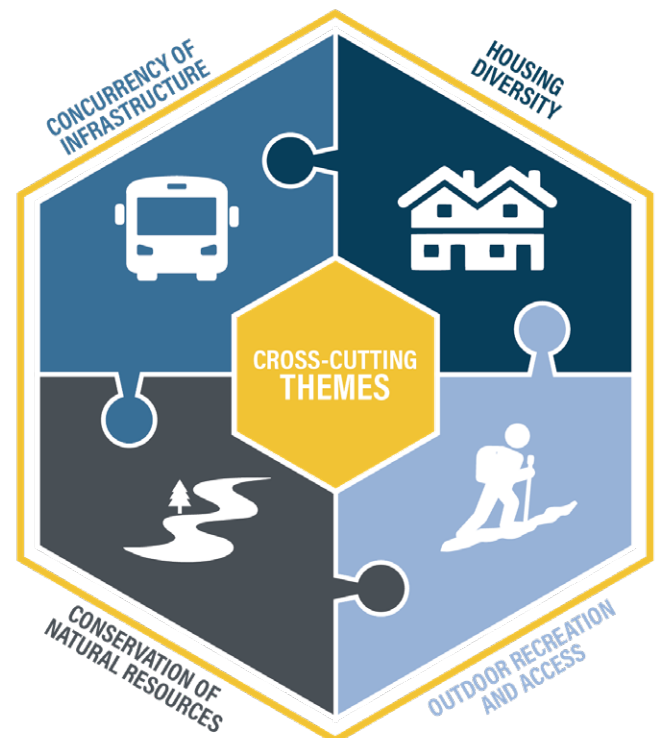 CONCURRENCY OF
INFRASTRUCTURE
HOUSING
DIVERSITY
CROSS-CUTTING
THEMES
CONSERVATION OF
NATURAL RESOURCES
OUTDOOR RECREATION
AND ACCESS